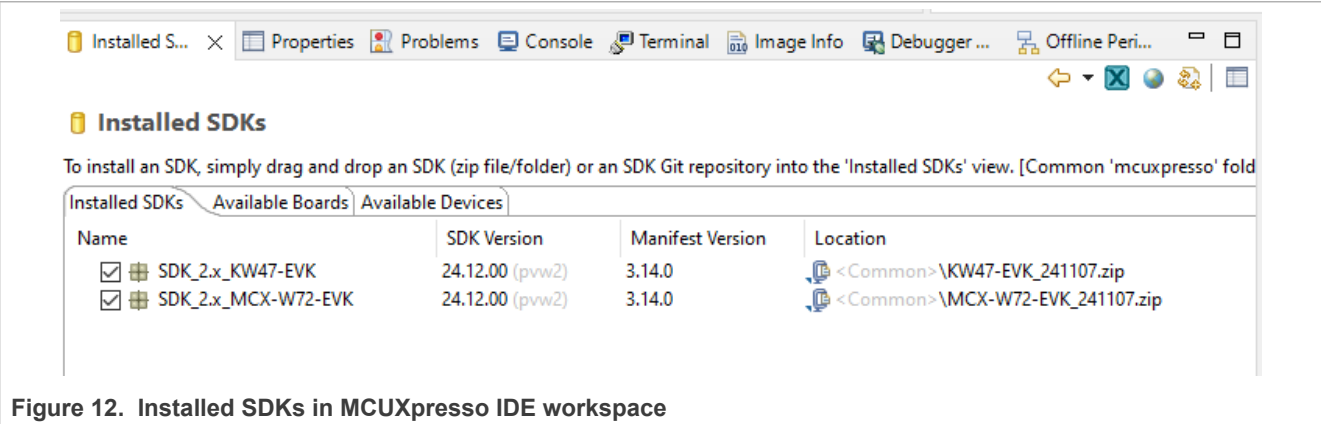 Installed S... Properties Problems Console Terminal Image Info Debugger ... Offline Peri...
Installed SDKs
To install an SDK, simply drag and drop an SDK (zip file/folder) or an SDK Git repository into the 'Installed SDKs' view. [Common 'mcuxpresso' fold
Installed SDKs Available Boards Available Devices
Name SDK Version Manifest Version Location
SDK_2.x_KW47-EVK 24.12.00 (pvw2) 3.14.0 <Common>\KW47-EVK_241107.zip
SDK_2.x_MCX-W72-EVK 24.12.00 (pvw2) 3.14.0 <Common>\MCX-W72-EVK_241107.zip
Figure 12. Installed SDKs in MCUXpresso IDE workspace